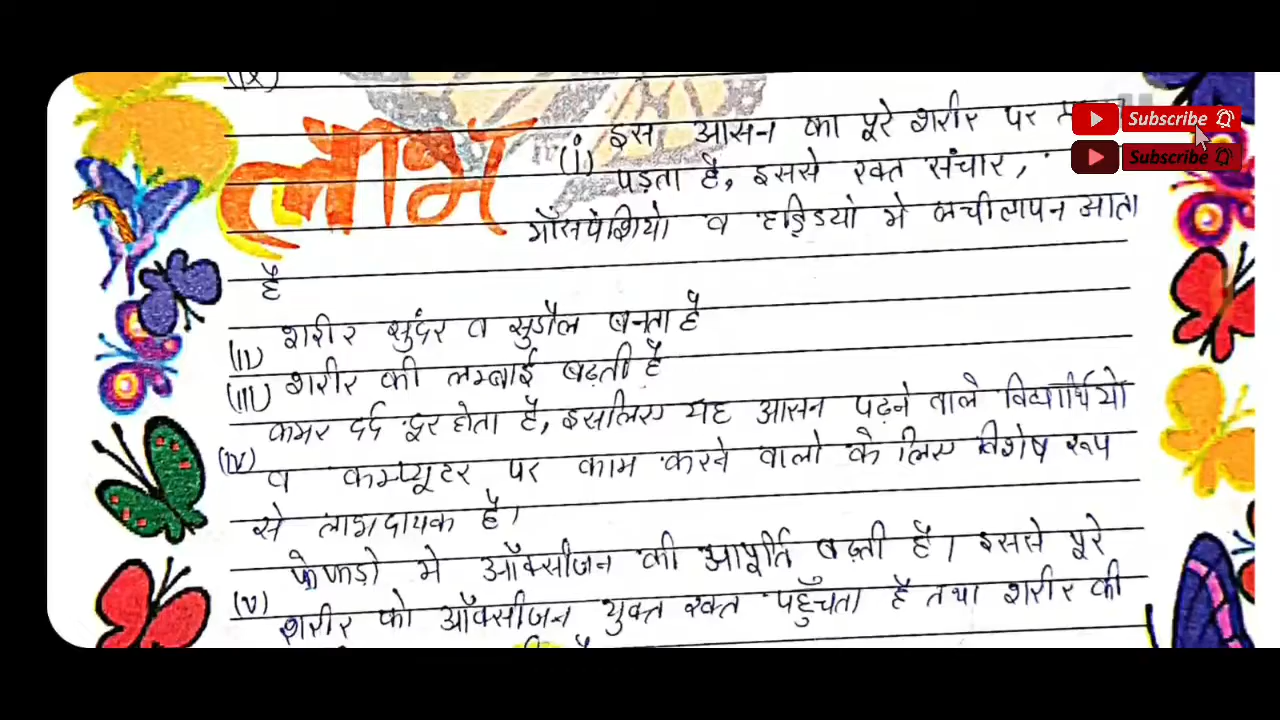 (ix)
लाभ
(i) इस आसन का पूरे शरीर पर
पड़ता है, इससे रक्त संचार,
माँसपेशियो व हड्डियो मे लचीलापन आता
है
(ii) शरीर सुंदर व सुडौल बनता है
(iii) शरीर की लम्बाई बढ़ती है
(iv) कमर दर्द दूर होता है, इसलिए यह आसन पढ़ने वाले विद्यार्थियो
व कम्प्यूटर पर काम करने वालो के लिए विशेष रूप
से लाभदायक है।
(v) फेफड़ो मे ऑक्सीजन की आपूर्ति बढ़ती है। इससे पूरे
शरीर को ऑक्सीजन युक्त रक्त पहुँचता है तथा शरीर की
Subscribe
Subscribe